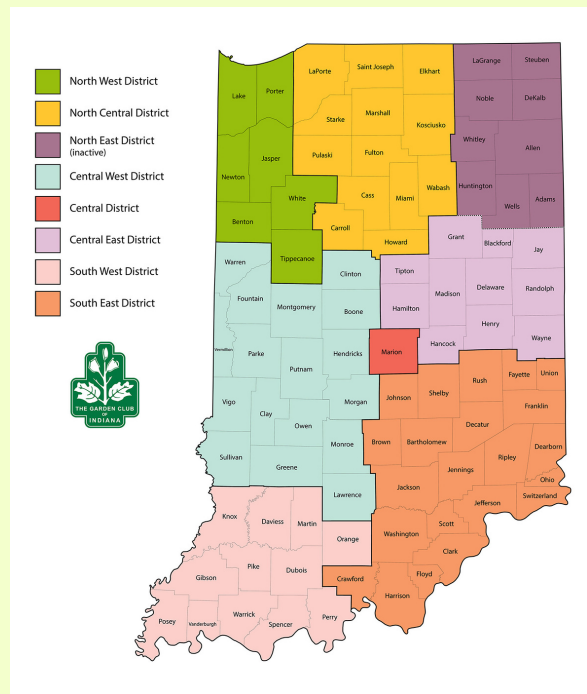 North West District
North Central District
North East District
(inactive)
Central West District
Central District
Central East District
South West District
South East District
THE GARDEN CLUB
OF
INDIANA
LaGrange Steuben
LaPorte Saint Joseph Elkhart
Lake Porter
Noble DeKalb
Starke Marshall Kosciusko
Whitley Allen
Jasper Pulaski Fulton
Newton
Huntington Wells Adams
White Cass Miami Wabash
Benton Carroll Howard
Grant Blackford Jay
Tippecanoe
Warren Clinton Tipton
Fountain Montgomery Boone Hamilton Madison Delaware Randolph
Henry
Vermillion Parke Hendricks Marion Hancock Wayne
Putnam
Rush Fayette Union
Vigo Clay Morgan Johnson Shelby
Franklin
Owen Monroe Brown Bartholomew Decatur
Sullivan Greene Dearborn
Jennings Ripley
Ohio
Lawrence Jackson Jefferson Switzerland
Knox Daviess Martin Orange Washington Scott
Clark
Gibson Pike Dubois Crawford Floyd
Harrison
Posey Vanderburgh Warrick Spencer Perry